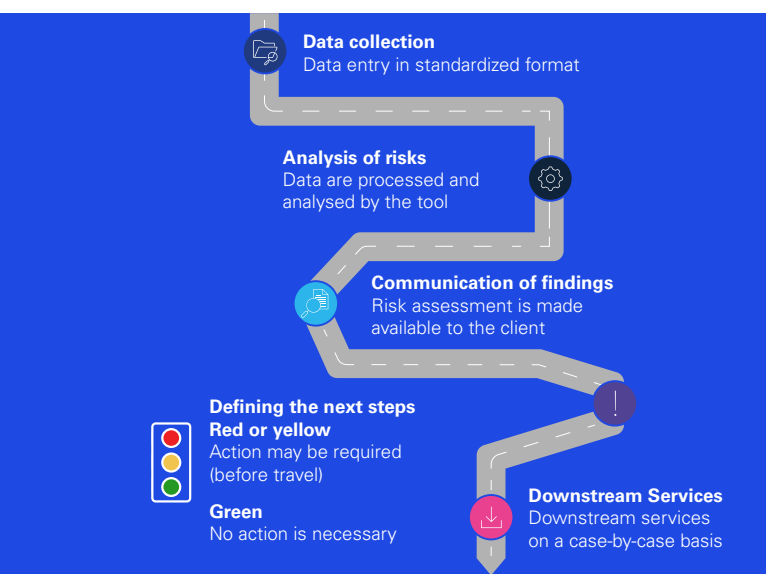 Data collection
Data entry in standardized format
Analysis of risks
Data are processed and
analysed by the tool
Communication of findings
Risk assessment is made
available to the client
Defining the next steps
Red or yellow
Action may be required
(before travel)
Green
No action is necessary
Downstream Services
Downstream services
on a case-by-case basis